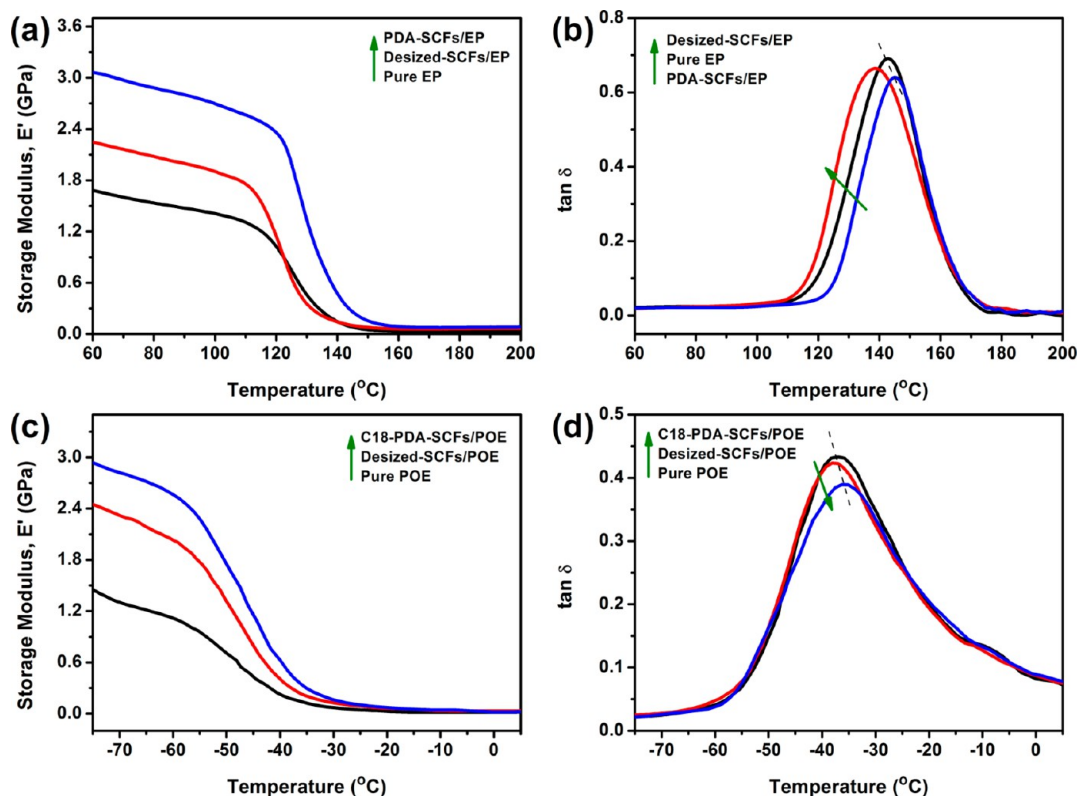 (a)
PDA-SCFs/EP
Desized-SCFs/EP
Pure EP
Storage Modulus, E' (GPa)
3.6
3.0
2.4
1.8
1.2
0.6
0.0
60 80 100 120 140 160 180 200
Temperature (°C)
(b)
Desized-SCFs/EP
Pure EP
PDA-SCFs/EP
tan δ
0.8
0.6
0.4
0.2
0.0
60 80 100 120 140 160 180 200
Temperature (°C)
(c)
C18-PDA-SCFs/POE
Desized-SCFs/POE
Pure POE
Storage Modulus, E' (GPa)
3.0
2.4
1.8
1.2
0.6
0.0
-70 -60 -50 -40 -30 -20 -10 0
Temperature (°C)
(d)
C18-PDA-SCFs/POE
Desized-SCFs/POE
Pure POE
tan δ
0.5
0.4
0.3
0.2
0.1
0.0
-70 -60 -50 -40 -30 -20 -10 0
Temperature (°C)